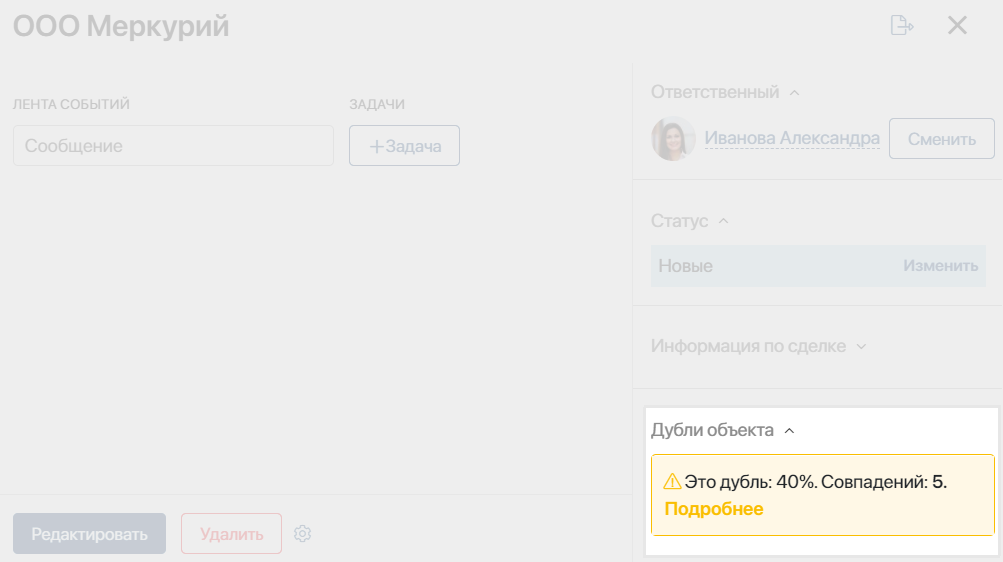 ООО Меркурий
ЛЕНТА СОБЫТИЙ
Сообщение
ЗАДАЧИ
+Задача
Ответственный
Иванова Александра
Сменить
Статус
Новые
Изменить
Информация по сделке
Дубли объекта
Это дубль: 40%. Совпадений: 5.
Подробнее
Редактировать
Удалить